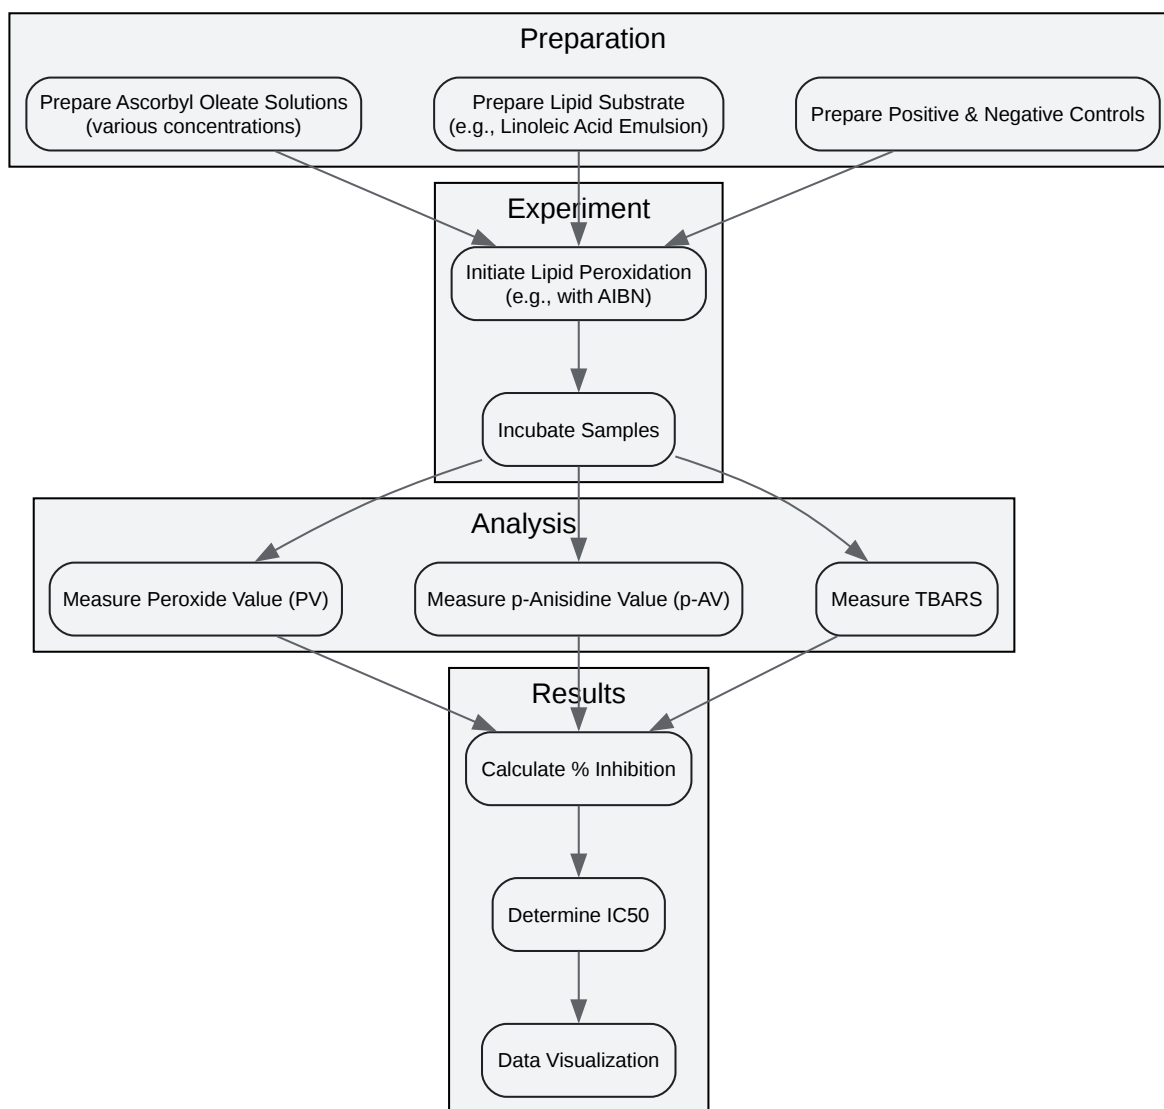 Preparation
Prepare Ascorbyl Oleate Solutions
(various concentrations)
Prepare Lipid Substrate
(e.g., Linoleic Acid Emulsion)
Prepare Positive & Negative Controls
Experiment
Initiate Lipid Peroxidation
(e.g., with AIBN)
Incubate Samples
Analysis
Measure Peroxide Value (PV)
Measure p-Anisidine Value (p-AV)
Measure TBARS
Results
Calculate % Inhibition
Determine IC50
Data Visualization